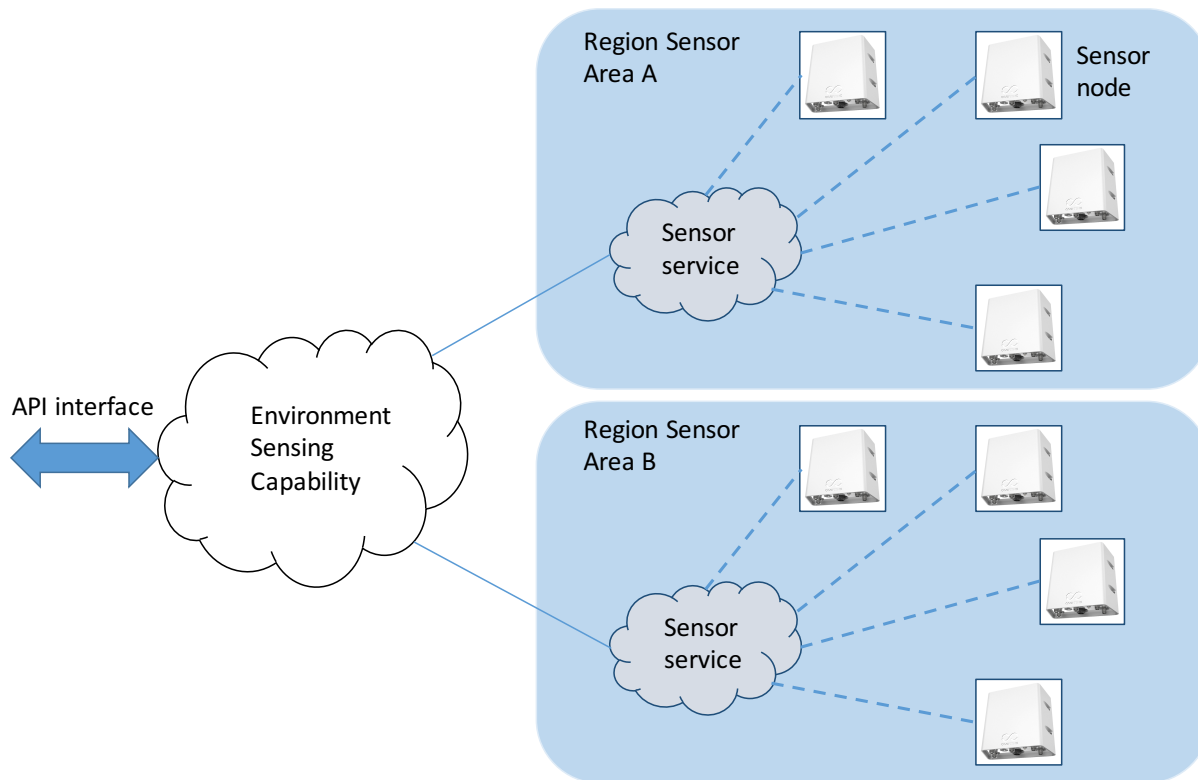 Region Sensor
Area A
Sensor
node
Sensor
service
API interface
Environment
Sensing
Capability
Region Sensor
Area B
Sensor
service